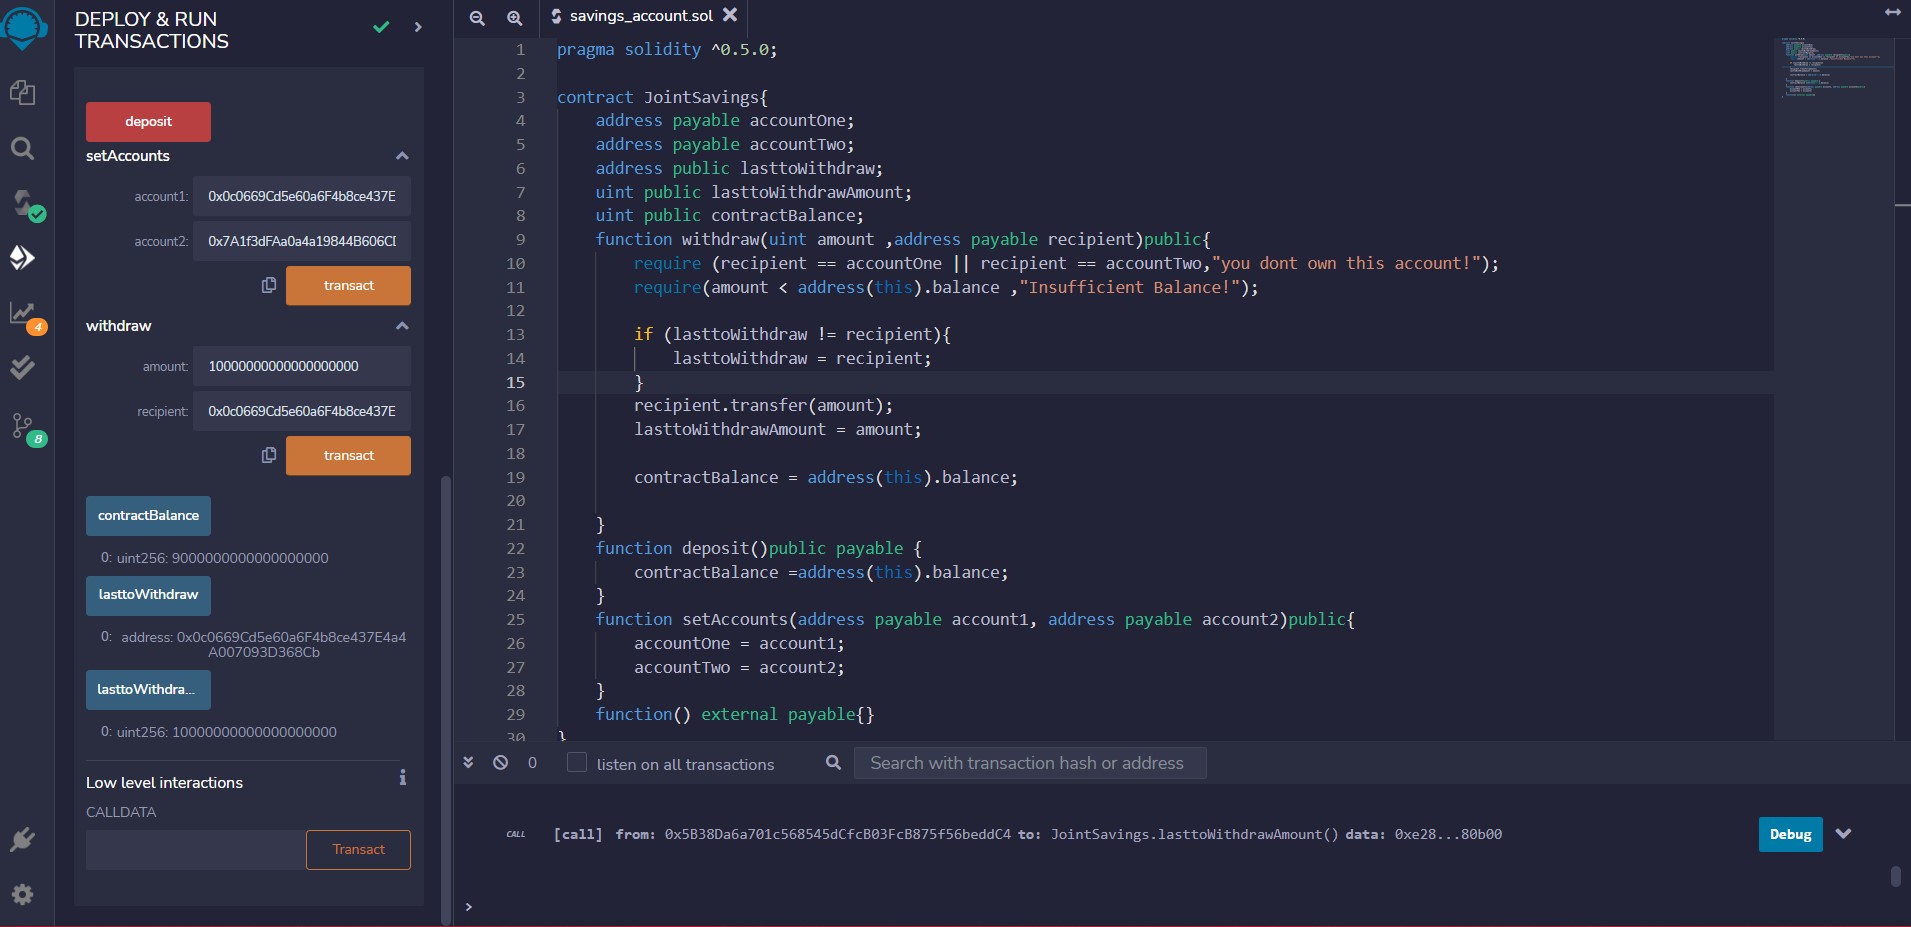 DEPLOY & RUN
TRANSACTIONS
deposit
setAccounts
account1: 0x0c0669Cd5e60a6F4b8ce437E
account2: 0x7A1f3dFAa0a4a19844B606CD
transact
withdraw
amount: 10000000000000000000
recipient: 0x0c0669Cd5e60a6F4b8ce437E
transact
contractBalance
0: uint256: 9000000000000000000
lasttoWithdraw
0: address: 0x0c0669Cd5e60a6F4b8ce437E4a4
A007093D368Cb
lasttoWithdra...
0: uint256: 10000000000000000000
Low level interactions
CALLDATA
Transact
4
8
savings_account.sol
1 pragma solidity ^0.5.0;
2
3 contract JointSavings{
4 address payable accountOne;
5 address payable accountTwo;
6 address public lasttoWithdraw;
7 uint public lasttoWithdrawAmount;
8 uint public contractBalance;
9 function withdraw(uint amount ,address payable recipient)public{
10 require (recipient == accountOne || recipient == accountTwo,"you dont own this account!");
11 require(amount < address(this).balance ,"Insufficient Balance!");
12
13 if (lasttoWithdraw != recipient){
14 lasttoWithdraw = recipient;
15 }
16 recipient.transfer(amount);
17 lasttoWithdrawAmount = amount;
18
19 contractBalance = address(this).balance;
20
21 }
22 function deposit()public payable {
23 contractBalance =address(this).balance;
24 }
25 function setAccounts(address payable account1, address payable account2)public{
26 accountOne = account1;
27 accountTwo = account2;
28 }
29 function() external payable{}
30 }
0 listen on all transactions Search with transaction hash or address
CALL [call] from: 0x5B38Da6a701c568545dCfcB03FcB875f56beddC4 to: JointSavings.lasttoWithdrawAmount() data: 0xe28...80b00 Debug
>